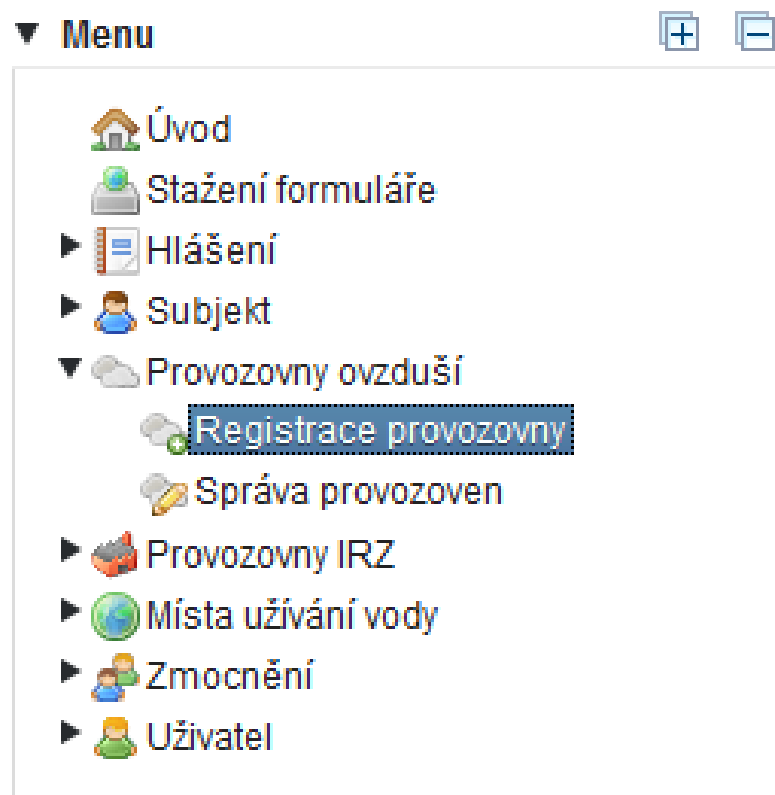 Menu
Úvod
Stažení formuláře
Hlášení
Subjekt
Provozovny ovzduší
Registrace provozovny
Správa provozoven
Provozovny IRZ
Místa užívání vody
Zmocnění
Uživatel